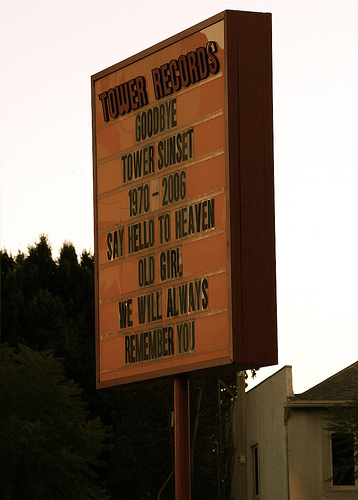 TOWER RECORDS
GOODBYE
TOWER SUNSET
1970 - 2006
SAY HELLO TO HEAVEN
OLD GIRL
WE WILL ALWAYS
REMEMBER YOU